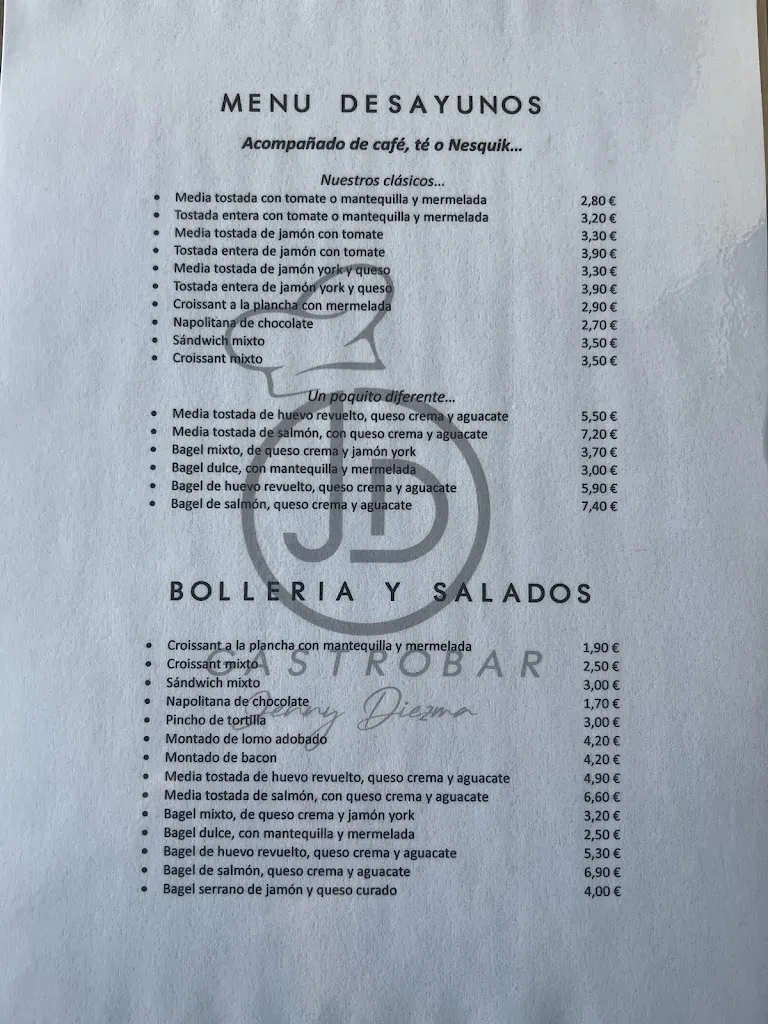 MENU DESAYUNOS
Acompañado de café, té o Nesquik...
Nuestros clásicos...
• Media tostada con tomate o mantequilla y mermelada 2,80 €
• Tostada entera con tomate o mantequilla y mermelada 3,20 €
• Media tostada de jamón con tomate 3,30 €
• Tostada entera de jamón con tomate 3,90 €
• Media tostada de jamón york y queso 3,30 €
• Tostada entera de jamón york y queso 3,90 €
• Croissant a la plancha con mermelada 2,90 €
• Napolitana de chocolate 2,70 €
• Sándwich mixto 3,50 €
• Croissant mixto 3,50 €
Un poquito diferente...
• Media tostada de huevo revuelto, queso crema y aguacate 5,50 €
• Media tostada de salmón, con queso crema y aguacate 7,20 €
• Bagel mixto, de queso crema y jamón york 3,70 €
• Bagel dulce, con mantequilla y mermelada 3,00 €
• Bagel de huevo revuelto, queso crema y aguacate 5,90 €
• Bagel de salmón, queso crema y aguacate 7,40 €
JD
BOLLERIA Y SALADOS
• Croissant a la plancha con mantequilla y mermelada 1,90 €
GASTROBAR
• Croissant mixto 2,50 €
• Sándwich mixto 3,00 €
• Napolitana de chocolate 1,70 €
Jenny Diezma
• Pincho de tortilla 3,00 €
• Montado de lomo adobado 4,20 €
• Montado de bacon 4,20 €
• Media tostada de huevo revuelto, queso crema y aguacate 4,90 €
• Media tostada de salmón, con queso crema y aguacate 6,60 €
• Bagel mixto, de queso crema y jamón york 3,20 €
• Bagel dulce, con mantequilla y mermelada 2,50 €
• Bagel de huevo revuelto, queso crema y aguacate 5,30 €
• Bagel de salmón, queso crema y aguacate 6,90 €
• Bagel serrano de jamón y queso curado 4,00 €